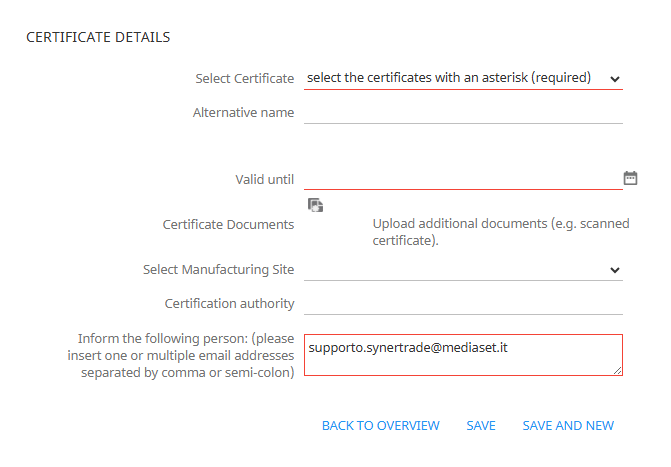 CERTIFICATE DETAILS
Select Certificate
select the certificates with an asterisk (required)
Alternative name
Valid until
Certificate Documents
Upload additional documents (e.g. scanned
certificate).
Select Manufacturing Site
Certification authority
Inform the following person: (please
insert one or multiple email addresses
separated by comma or semi-colon)
supporto.synertrade@mediaset.it
BACK TO OVERVIEW
SAVE
SAVE AND NEW